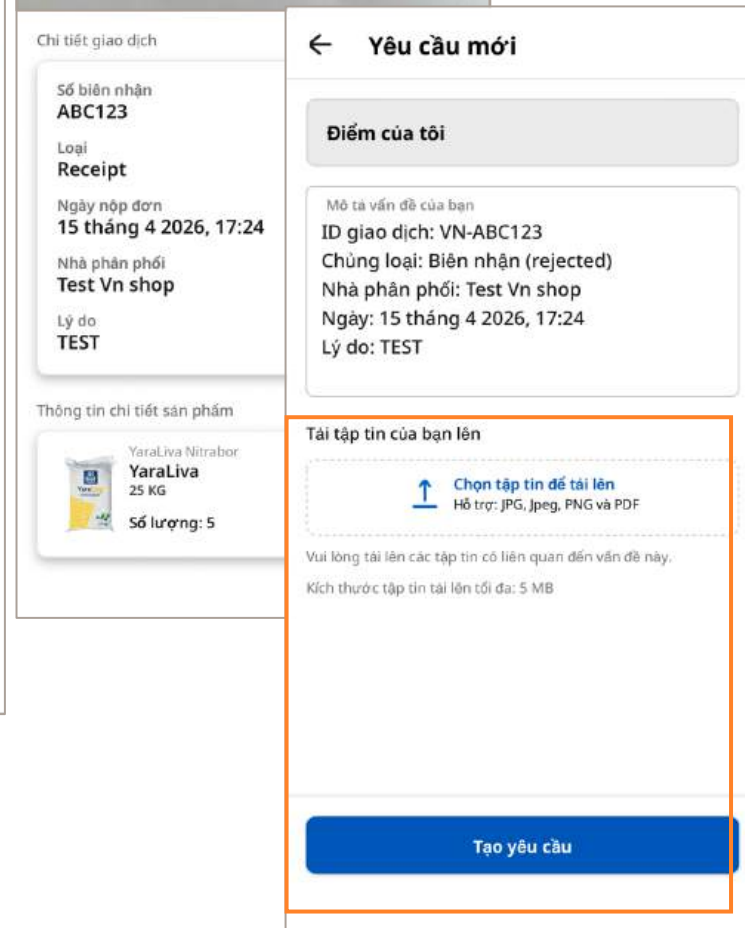 Chi tiết giao dịch
Số biên nhận
ABC123
Loại
Receipt
Ngày nộp đơn
15 tháng 4 2026, 17:24
Nhà phân phối
Test Vn shop
Lý do
TEST
Thông tin chi tiết sản phẩm
YaraLiva Nitrabor
YaraLiva
25 KG
Số lượng: 5
← Yêu cầu mới
Điểm của tôi
Mô tả vấn đề của bạn
ID giao dịch: VN-ABC123
Chủng loại: Biên nhận (rejected)
Nhà phân phối: Test Vn shop
Ngày: 15 tháng 4 2026, 17:24
Lý do: TEST
Tải tập tin của bạn lên
Chọn tập tin để tải lên
Hỗ trợ: JPG, Jpeg, PNG và PDF
Vui lòng tải lên các tập tin có liên quan đến vấn đề này.
Kích thước tập tin tải lên tối đa: 5 MB
Tạo yêu cầu